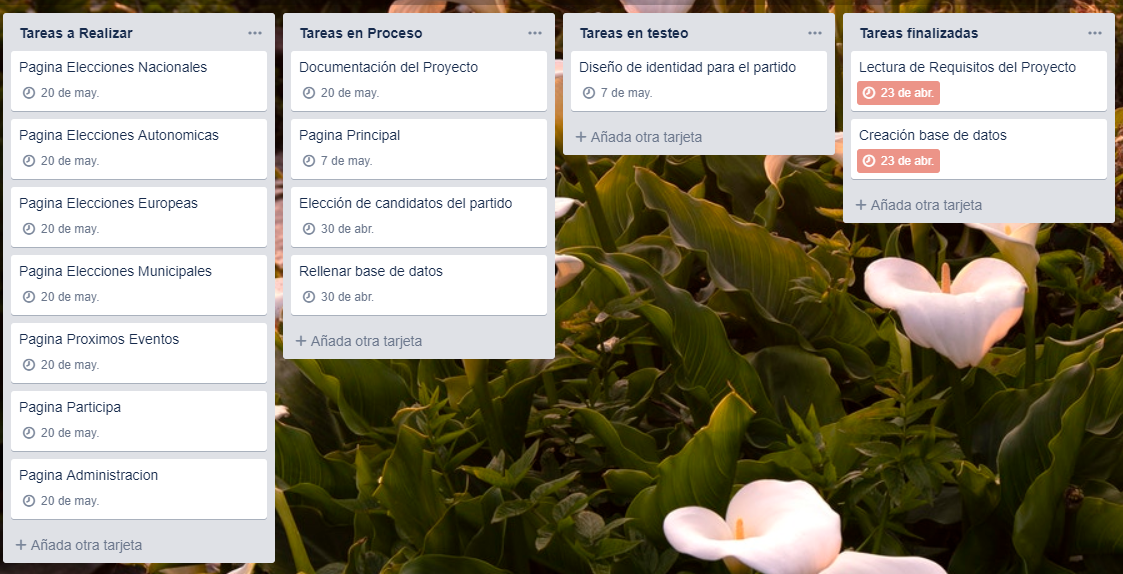 Tareas a Realizar
Pagina Elecciones Nacionales
20 de may.
Pagina Elecciones Autonomicas
20 de may.
Pagina Elecciones Europeas
20 de may.
Pagina Elecciones Municipales
20 de may.
Pagina Proximos Eventos
20 de may.
Pagina Participa
20 de may.
Pagina Administracion
20 de may.
+ Añada otra tarjeta
Tareas en Proceso
Documentación del Proyecto
20 de may.
Pagina Principal
7 de may.
Elección de candidatos del partido
30 de abr.
Rellenar base de datos
30 de abr.
+ Añada otra tarjeta
Tareas en testeo
Diseño de identidad para el partido
7 de may.
+ Añada otra tarjeta
Tareas finalizadas
Lectura de Requisitos del Proyecto
23 de abr.
Creación base de datos
23 de abr.
+ Añada otra tarjeta